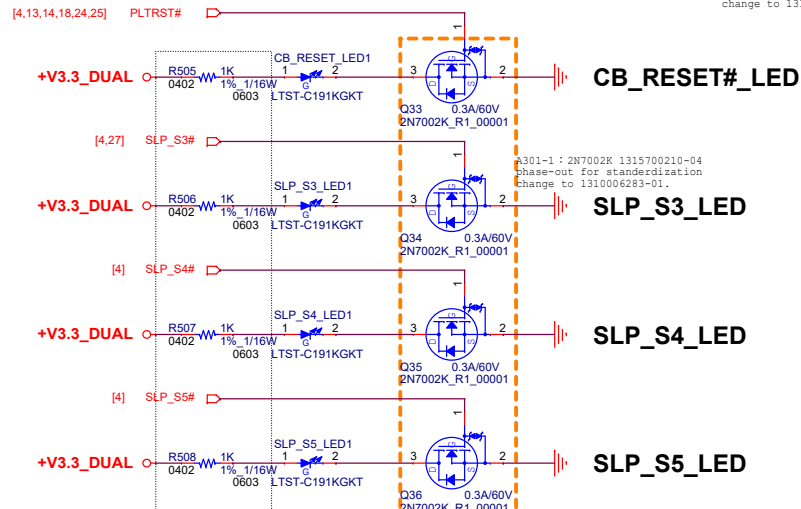 change to 131
[4,13,14,18,24,25] PLTRST#
1
+V3.3_DUAL R505 1K 1 CB_RESET_LED1 2 3 2 CB_RESET#_LED
0402 1%_1/16W G D G S
0603 LTST-C191KGKT
Q33 0.3A/60V
2N7002K_R1_00001
[4,27] SLP_S3#
1
A301-1 : 2N7002K 1315700210-04
phase-out for standerdization
change to 1310006283-01.
+V3.3_DUAL R506 1K 1 SLP_S3_LED1 2 3 2 SLP_S3_LED
0402 1%_1/16W G D G S
0603 LTST-C191KGKT
Q34 0.3A/60V
2N7002K_R1_00001
[4] SLP_S4#
1
+V3.3_DUAL R507 1K 1 SLP_S4_LED1 2 3 2 SLP_S4_LED
0402 1%_1/16W G D G S
0603 LTST-C191KGKT
Q35 0.3A/60V
2N7002K_R1_00001
[4] SLP_S5#
1
+V3.3_DUAL R508 1K 1 SLP_S5_LED1 2 3 2 SLP_S5_LED
0402 1%_1/16W G D G S
0603 LTST-C191KGKT
Q36 0.3A/60V
2N7002K_R1_00001